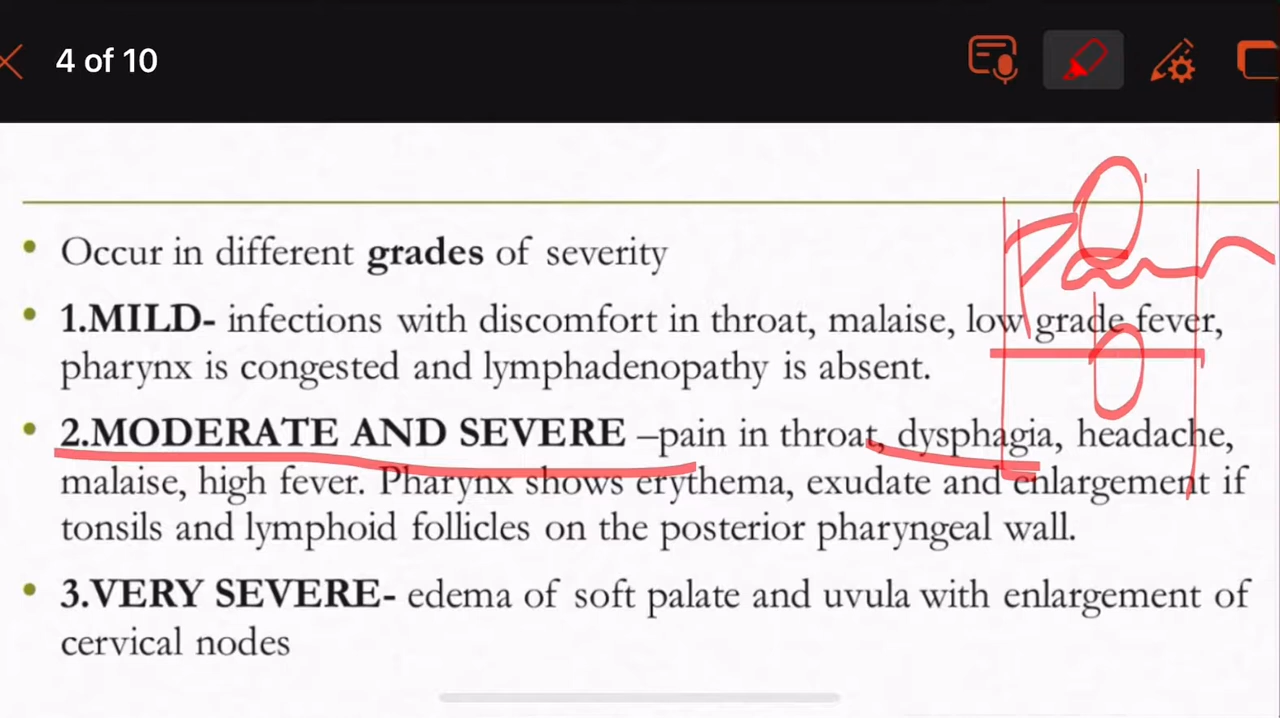 4 of 10
• Occur in different grades of severity
• 1.MILD- infections with discomfort in throat, malaise, low grade fever,
pharynx is congested and lymphadenopathy is absent.
• 2.MODERATE AND SEVERE –pain in throat, dysphagia, headache,
malaise, high fever. Pharynx shows erythema, exudate and enlargement if
tonsils and lymphoid follicles on the posterior pharyngeal wall.
• 3.VERY SEVERE- edema of soft palate and uvula with enlargement of
cervical nodes